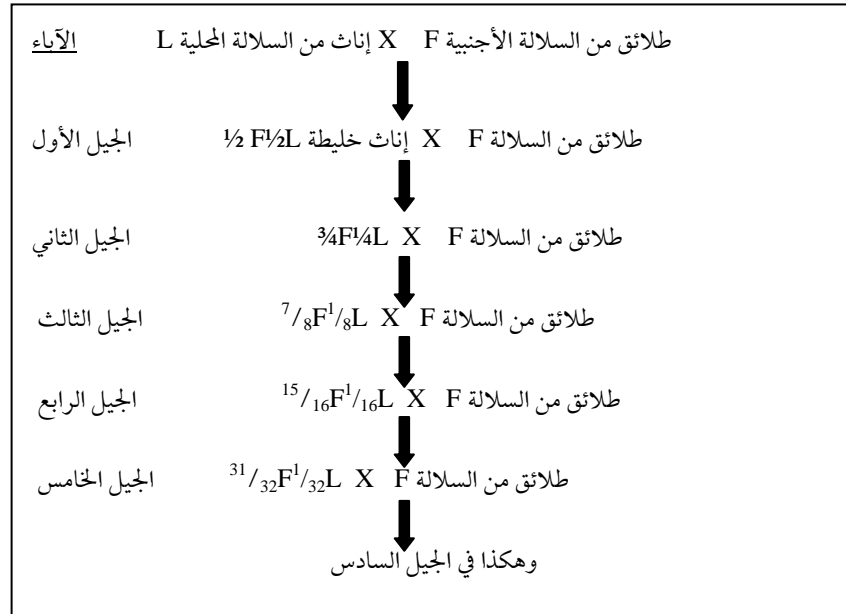 طلائق من السلالة الأجنبية F X إناث من السلالة المحلية L الآباء
طلائق من السلالة F X إناث خليطة ½ F½L الجيل الأول
طلائق من السلالة F X ¾F¼L الجيل الثاني
طلائق من السلالة F X ⁷/₈F¹/₈L الجيل الثالث
طلائق من السلالة F X ¹⁵/₁₆F¹/₁₆L الجيل الرابع
طلائق من السلالة F X ³¹/₃₂F¹/₃₂L الجيل الخامس
وهكذا في الجيل السادس